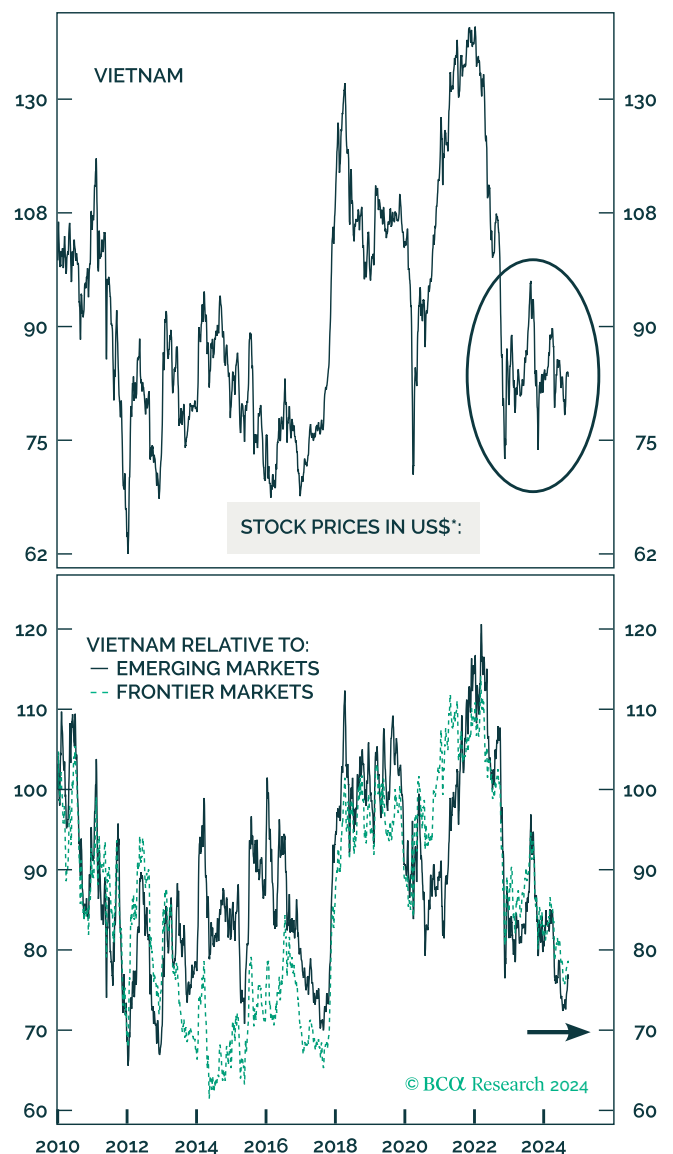 VIETNAM
130 130
108 108
90 90
75 75
STOCK PRICES IN US$*:
62 62
120 120
VIETNAM RELATIVE TO:
EMERGING MARKETS
FRONTIER MARKETS
110 110
100 100
90 90
80 80
70 70
© BCα Research 2024
60 60
2010 2012 2014 2016 2018 2020 2022 2024